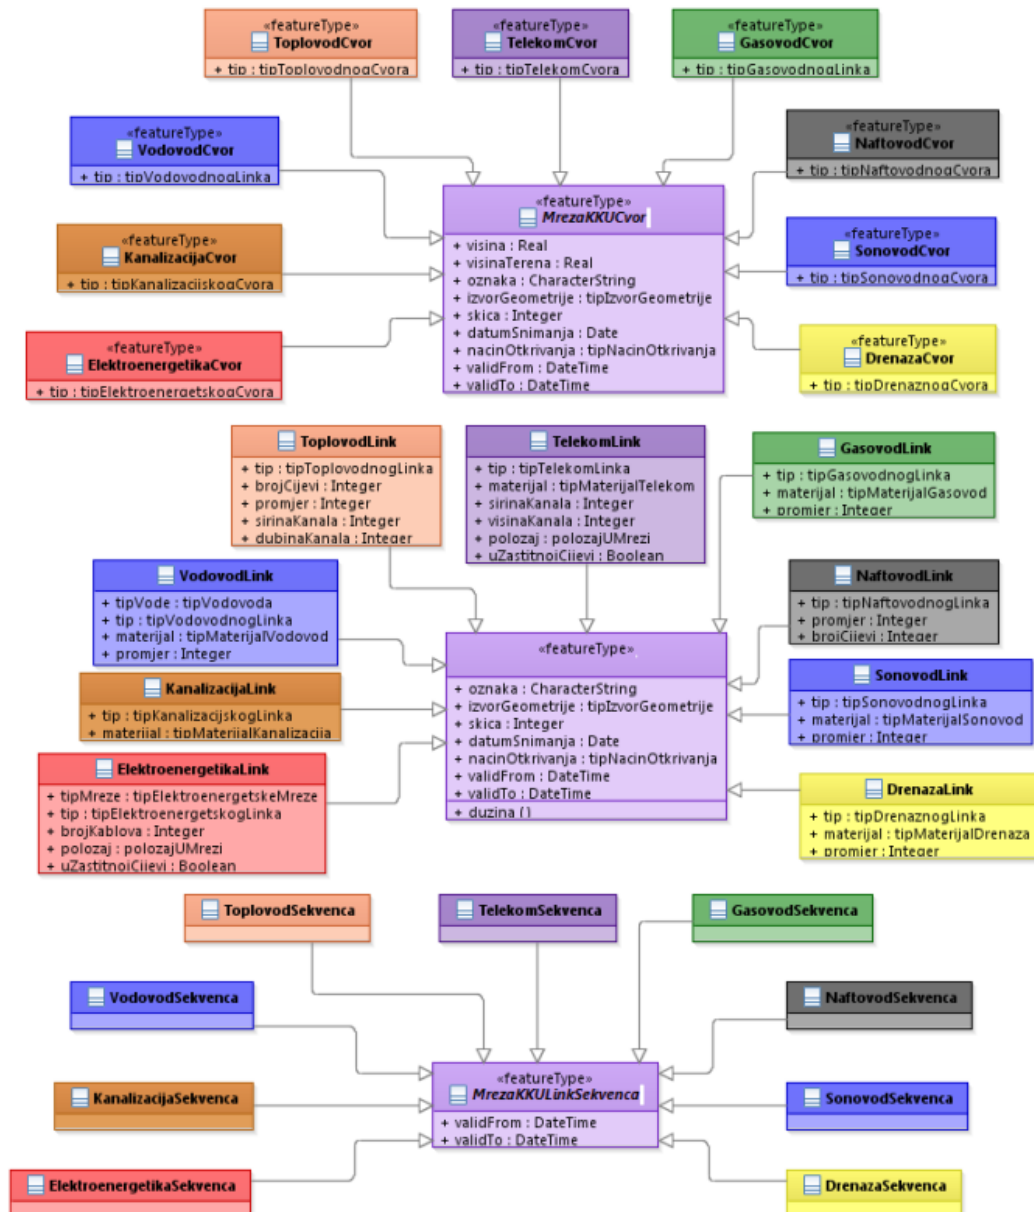 «featureType»
ToplovodCvor
+ tip : tipToplovodnogCvora
«featureType»
TelekomCvor
+ tip : tipTelekomCvora
«featureType»
GasovodCvor
+ tip : tipGasovodnogLinka
«featureType»
VodovodCvor
+ tip : tipVodovodnogLinka
«featureType»
NaftovodCvor
+ tip : tipNaftovodnogCvora
«featureType»
MrezaKKUCvor
+ visina : Real
+ visinaTerena : Real
+ oznaka : CharacterString
+ izvorGeometrije : tipIzvorGeometrije
+ skica : Integer
+ datumSnimanja : Date
+ nacinOtkrivanja : tipNacinOtkrivanja
+ validFrom : DateTime
+ validTo : DateTime
«featureType»
KanalizacijaCvor
+ tip : tipKanalizacijskogCvora
«featureType»
SonovodCvor
+ tip : tipSonovodnogCvora
«featureType»
ElektroenergetikaCvor
+ tip : tipElektroenergetskogCvora
«featureType»
DrenazaCvor
+ tip : tipDrenaznogCvora
ToplovodLink
+ tip : tipToplovodnogLinka
+ brojCijevi : Integer
+ promjer : Integer
+ sirinaKanala : Integer
+ dubinaKanala : Integer
TelekomLink
+ tip : tipTelekomLinka
+ materijal : tipMaterijalTelekom
+ sirinaKanala : Integer
+ visinaKanala : Integer
+ polozaj : polozajUMrezi
+ uZastitnojCijevi : Boolean
GasovodLink
+ tip : tipGasovodnogLinka
+ materijal : tipMaterijalGasovod
+ promjer : Integer
VodovodLink
+ tipVode : tipVodovoda
+ tip : tipVodovodnogLinka
+ materijal : tipMaterijalVodovod
+ promjer : Integer
NaftovodLink
+ tip : tipNaftovodnogLinka
+ promjer : Integer
+ brojCijevi : Integer
«featureType»
+ oznaka : CharacterString
+ izvorGeometrije : tipIzvorGeometrije
+ skica : Integer
+ datumSnimanja : Date
+ nacinOtkrivanja : tipNacinOtkrivanja
+ validFrom : DateTime
+ validTo : DateTime
+ duzina ()
KanalizacijaLink
+ tip : tipKanalizacijskogLinka
+ materijal : tipMaterijalKanalizacija
SonovodLink
+ tip : tipSonovodnogLinka
+ materijal : tipMaterijalSonovod
+ promjer : Integer
ElektroenergetikaLink
+ tipMreze : tipElektroenergetskeMreze
+ tip : tipElektroenergetskogLinka
+ brojKablova : Integer
+ polozaj : polozajUMrezi
+ uZastitnojCijevi : Boolean
DrenazaLink
+ tip : tipDrenaznogLinka
+ materijal : tipMaterijalDrenaza
+ promjer : Integer
ToplovodSekvenca
TelekomSekvenca
GasovodSekvenca
VodovodSekvenca
NaftovodSekvenca
«featureType»
MrezaKKULinkSekvenca
+ validFrom : DateTime
+ validTo : DateTime
KanalizacijaSekvenca
SonovodSekvenca
ElektroenergetikaSekvenca
DrenazaSekvenca